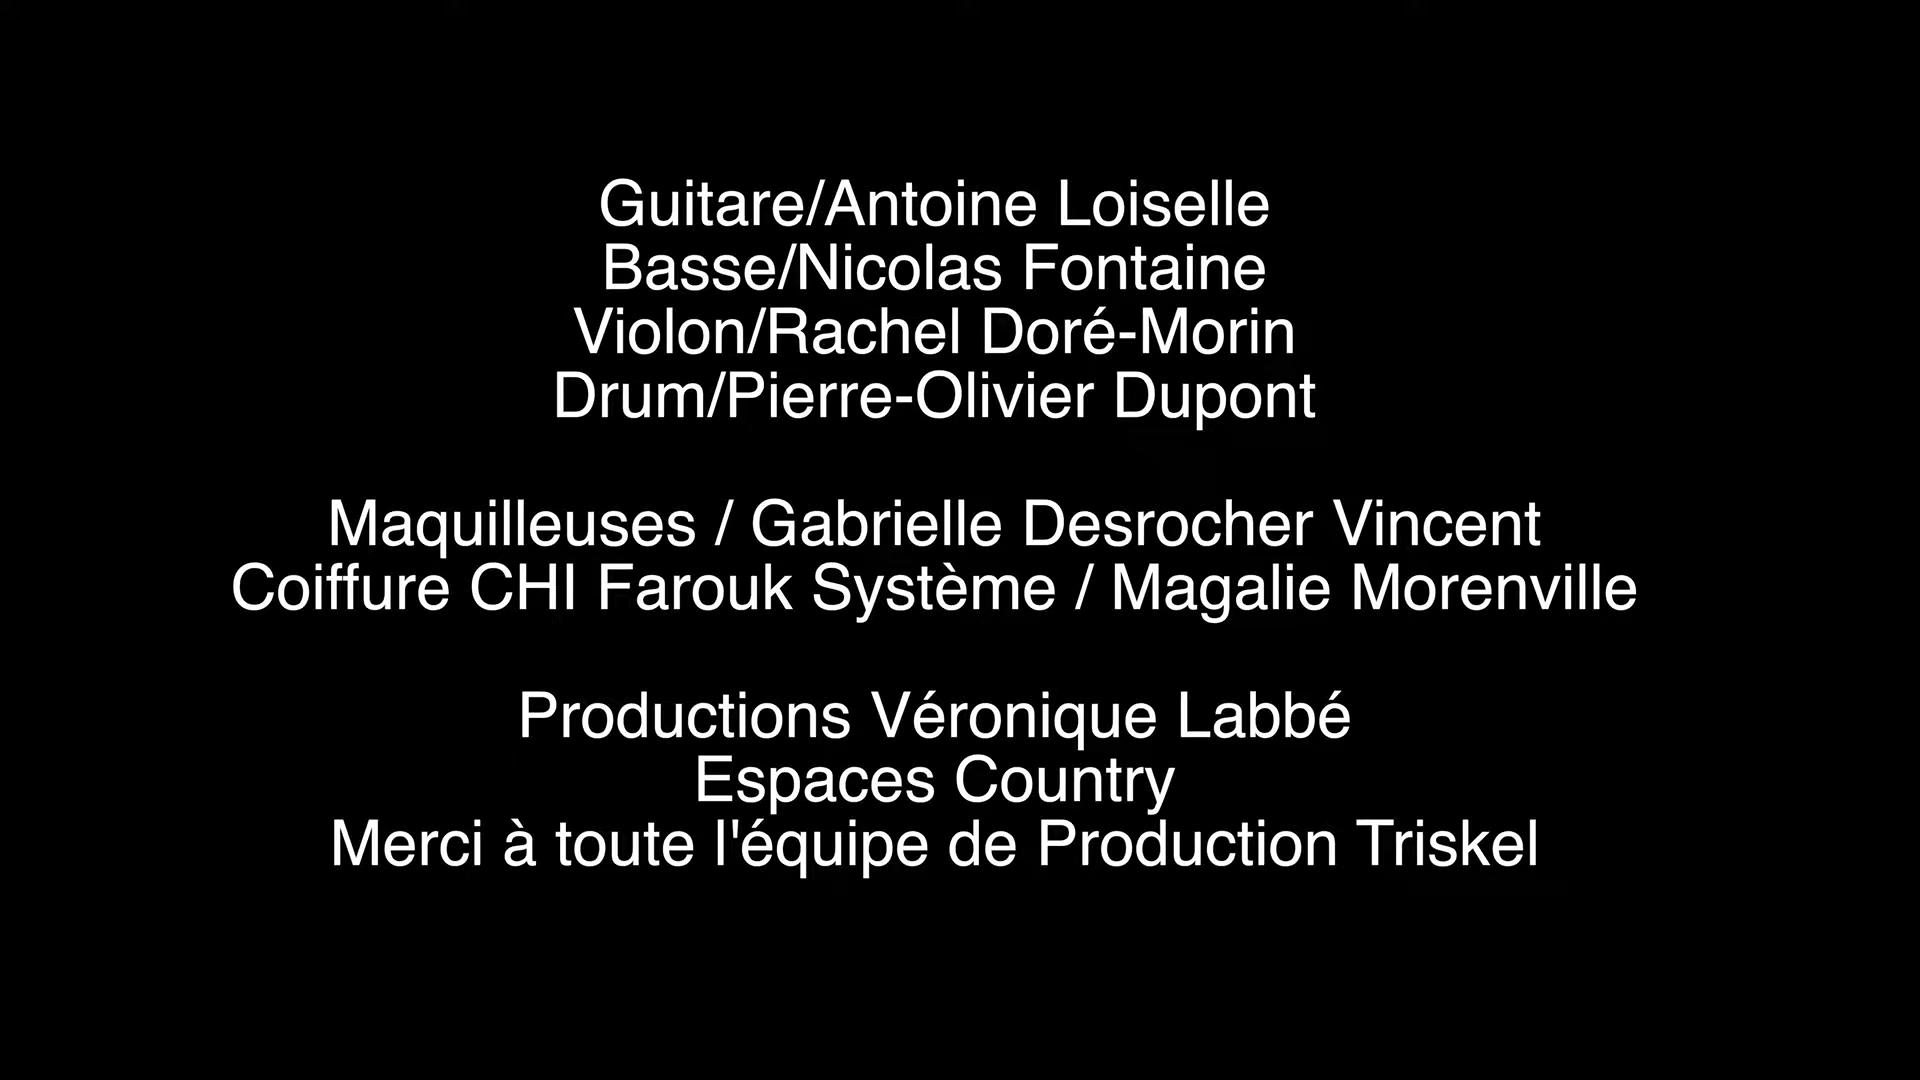 Guitare/Antoine Loiselle
Basse/Nicolas Fontaine
Violon/Rachel Doré-Morin
Drum/Pierre-Olivier Dupont
Maquilleuses / Gabrielle Desrocher Vincent
Coiffure CHI Farouk Système / Magalie Morenville
Productions Véronique Labbé
Espaces Country
Merci à toute l'équipe de Production Triskel